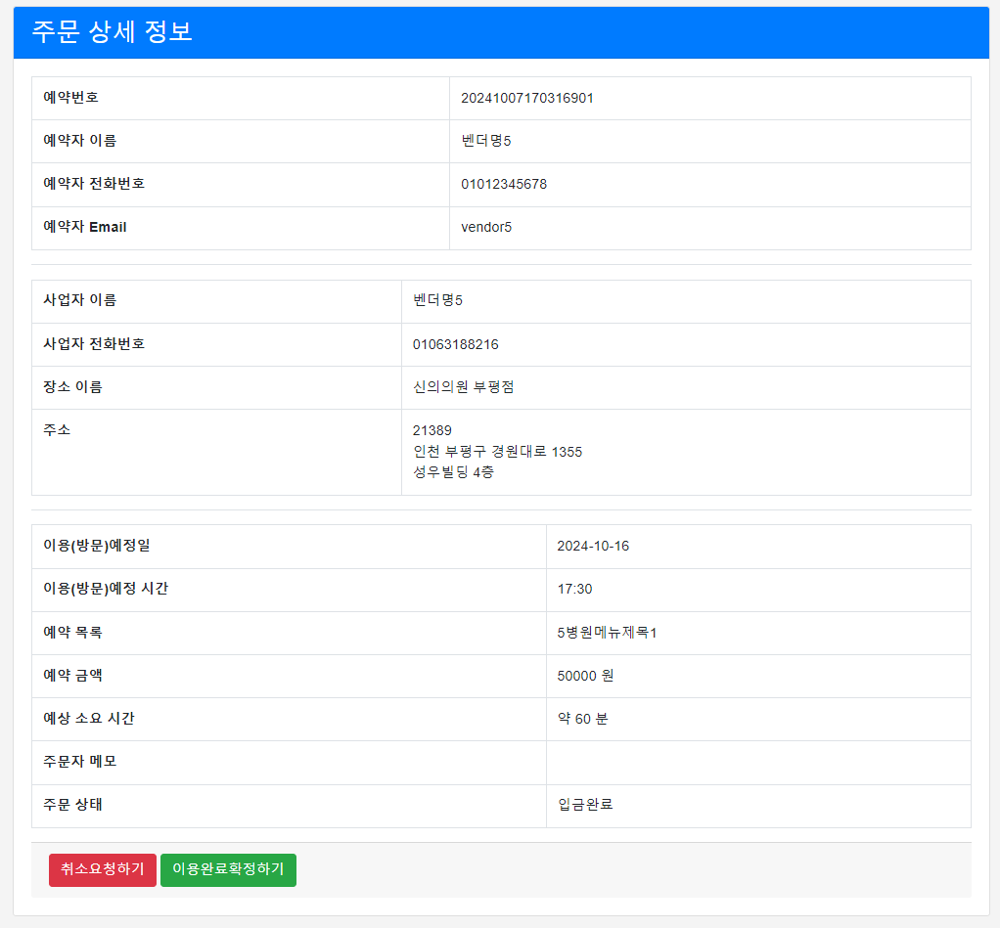 주문 상세 정보
예약번호 20241007170316901
예약자 이름 벤더명5
예약자 전화번호 01012345678
예약자 Email vendor5
사업자 이름 벤더명5
사업자 전화번호 01063188216
장소 이름 신의의원 부평점
주소 21389
인천 부평구 경원대로 1355
성우빌딩 4층
이용(방문)예정일 2024-10-16
이용(방문)예정 시간 17:30
예약 목록 5병원메뉴제목1
예약 금액 50000 원
예상 소요 시간 약 60 분
주문자 메모
주문 상태 입금완료
취소요청하기 이용완료확정하기